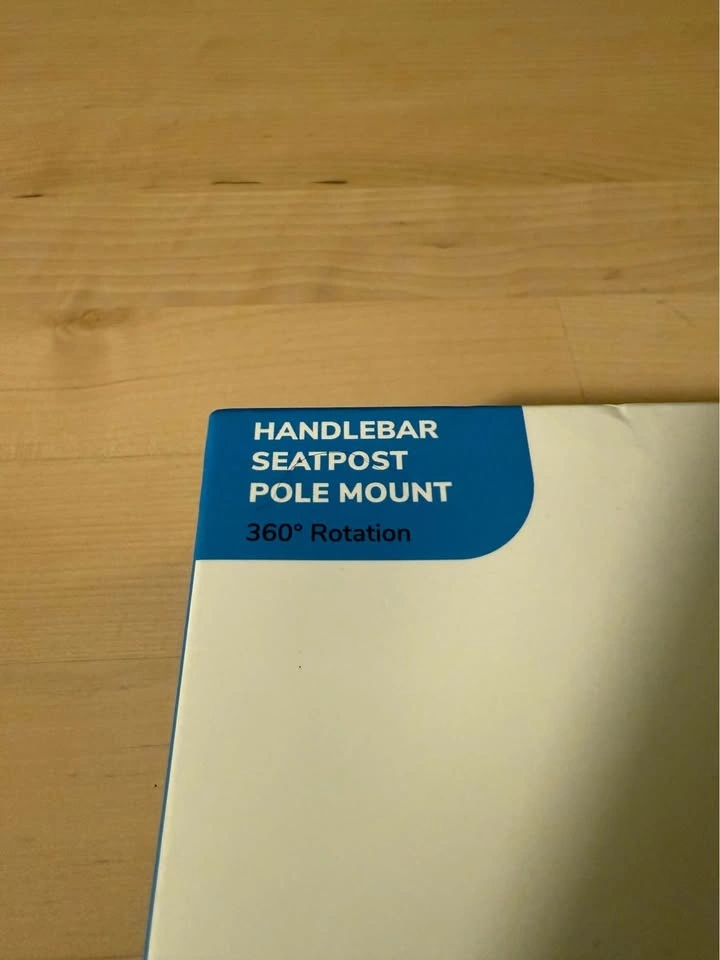 HANDLEBAR
SEATPOST
POLE MOUNT
360° Rotation